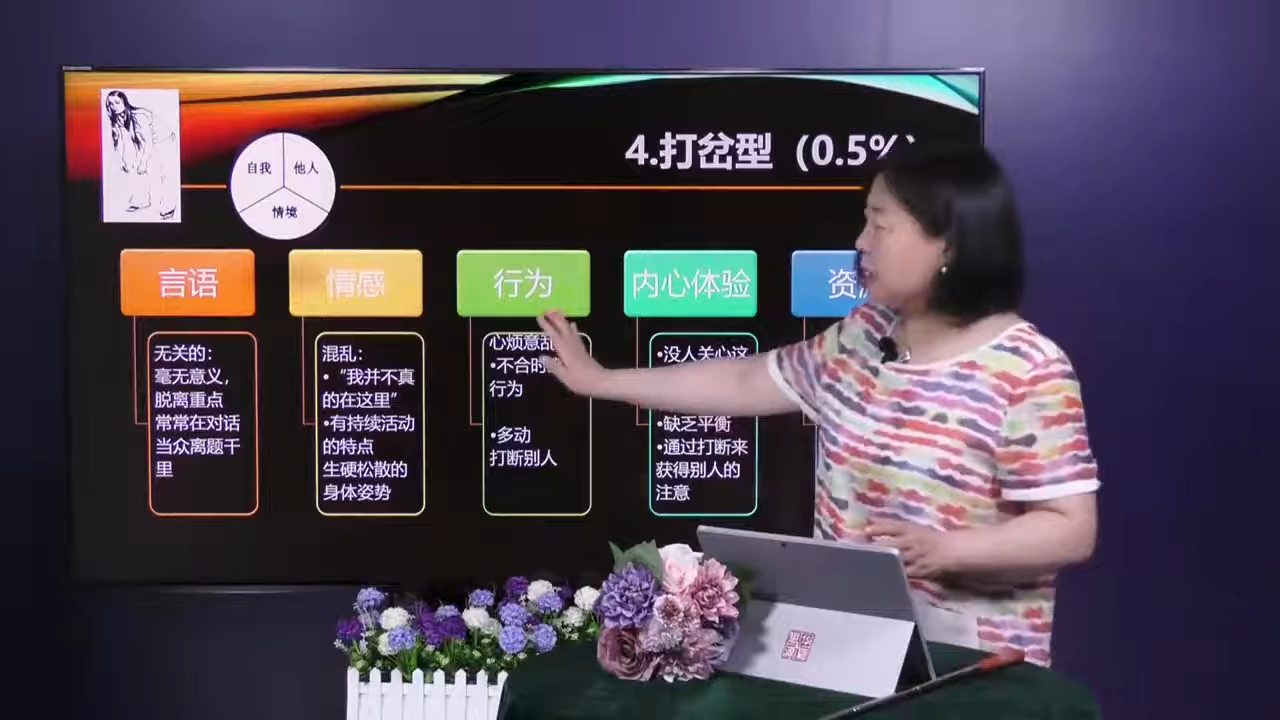 4.打岔型（0.5%）
自我
他人
情境
言语
情感
行为
内心体验
资
无关的：
毫无意义，
脱离重点
常常在对话
当众离题千
里
混乱：
•“我并不真
的在这里”
•有持续活动
的特点
生硬松散的
身体姿势
心烦意乱
•不合时
行为
•多动
打断别人
•没人关心这
•缺乏平衡
•通过打断来
获得别人的
注意